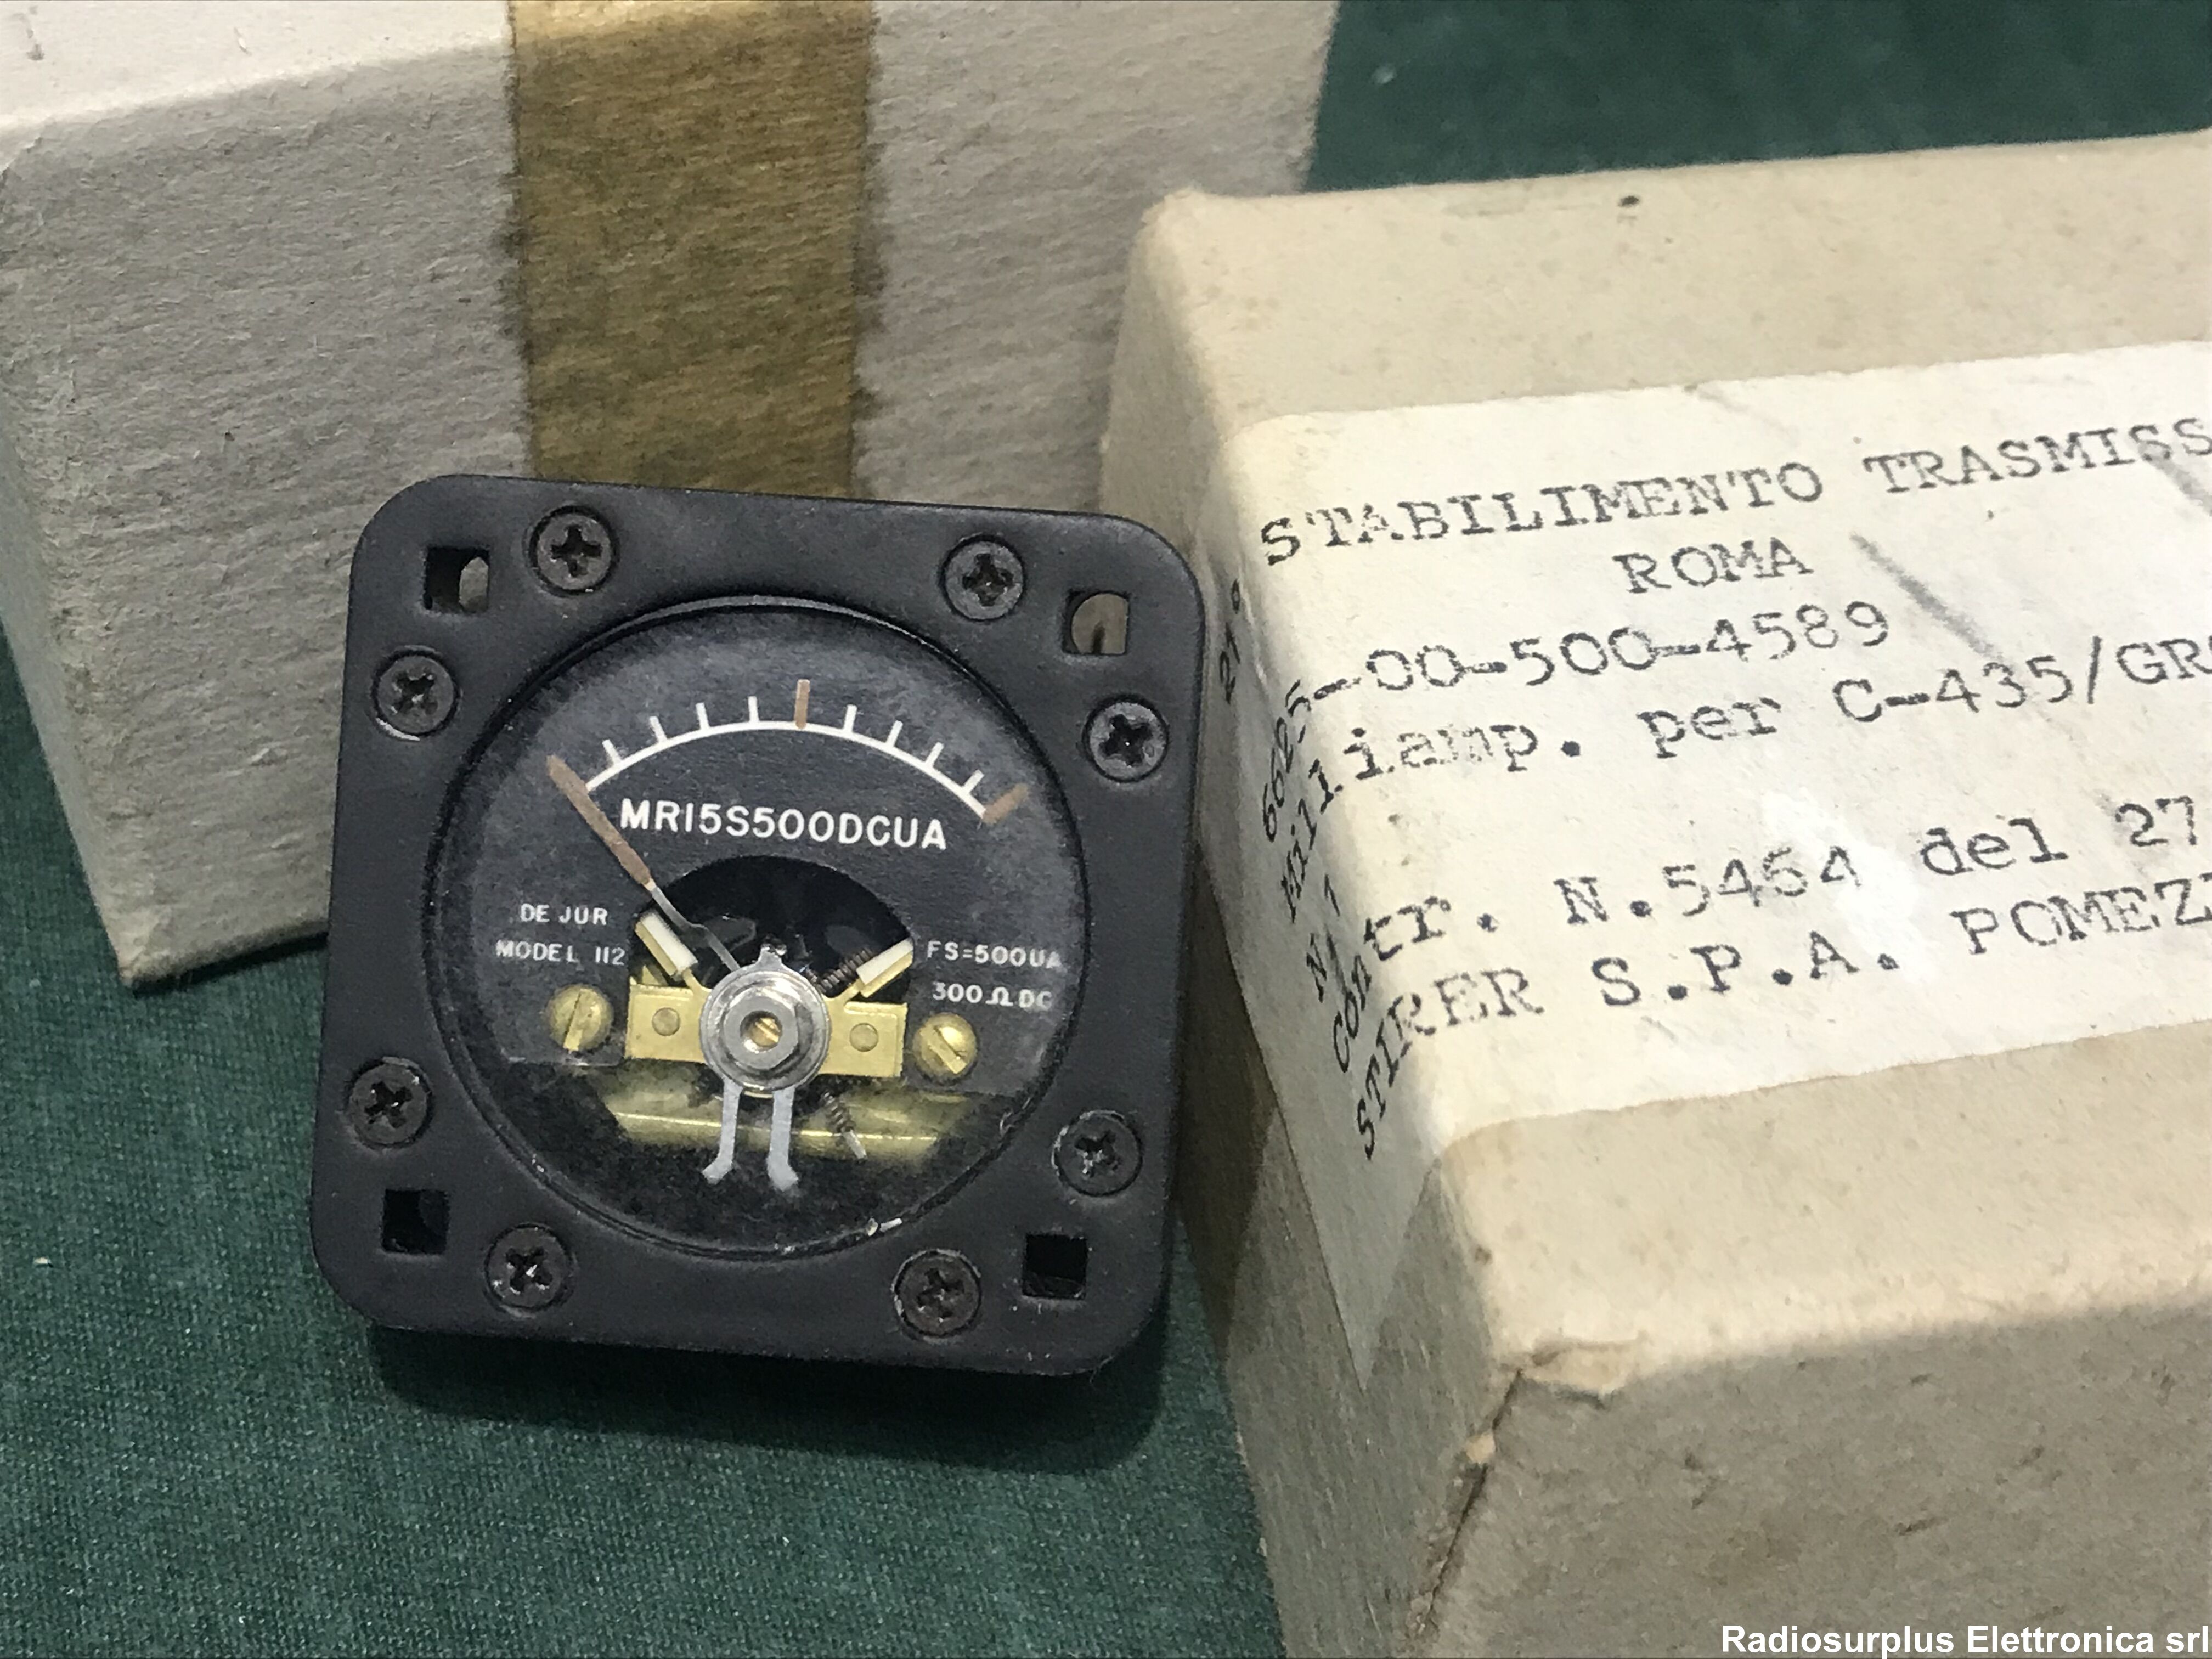 MR15S500DCUA
DE JUR
MODEL 112
FS=500UA
300 Ω DC
STABILIMENTO TRASMISS
ROMA
6625-00-500-4589
Milliamp. per C-435/GR
N. 1
Contr. N.5464 del 27
STIRER S.P.A. POMEZ
Radiosurplus Elettronica srl